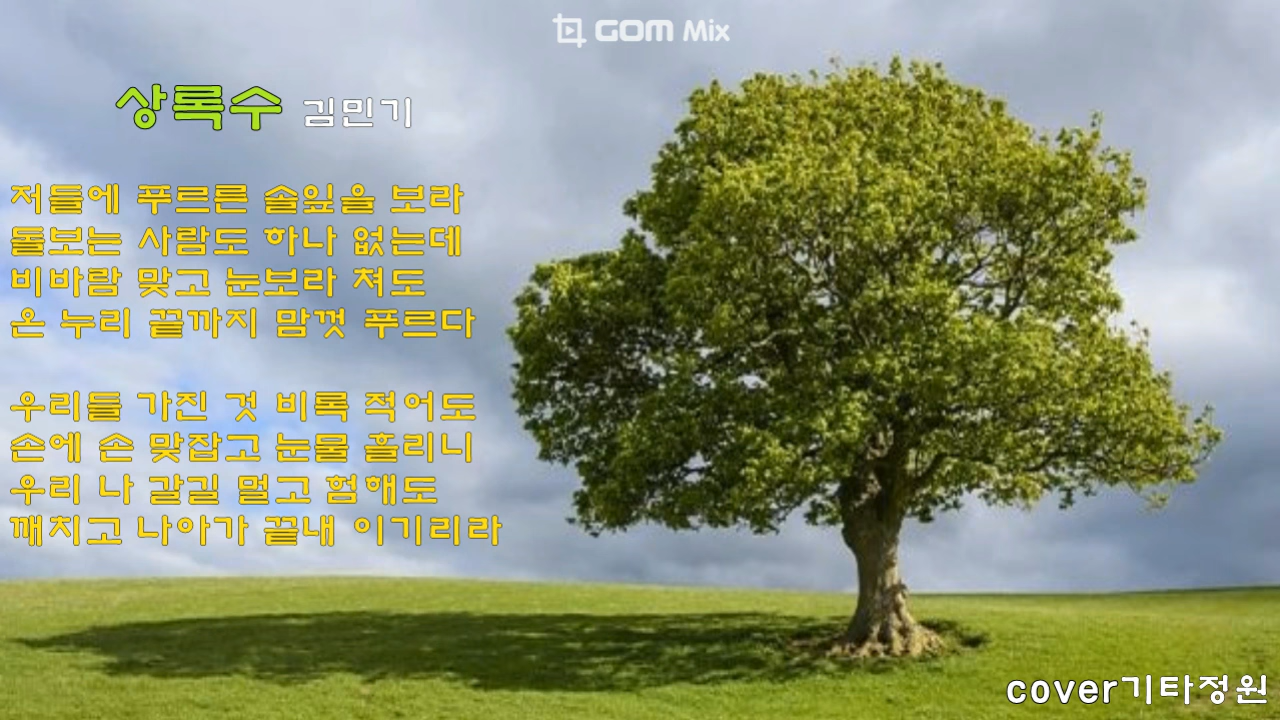 GOM Mix
상록수 김민기
저들에 푸르른 솔잎을 보라
돌보는 사람도 하나 없는데
비바람 맞고 눈보라 쳐도
온 누리 끝까지 맘껏 푸르다
우리들 가진 것 비록 적어도
손에 손 맞잡고 눈물 흘리니
우리 나 갈길 멀고 험해도
깨치고 나아가 끝내 이기리라
cover기타정원